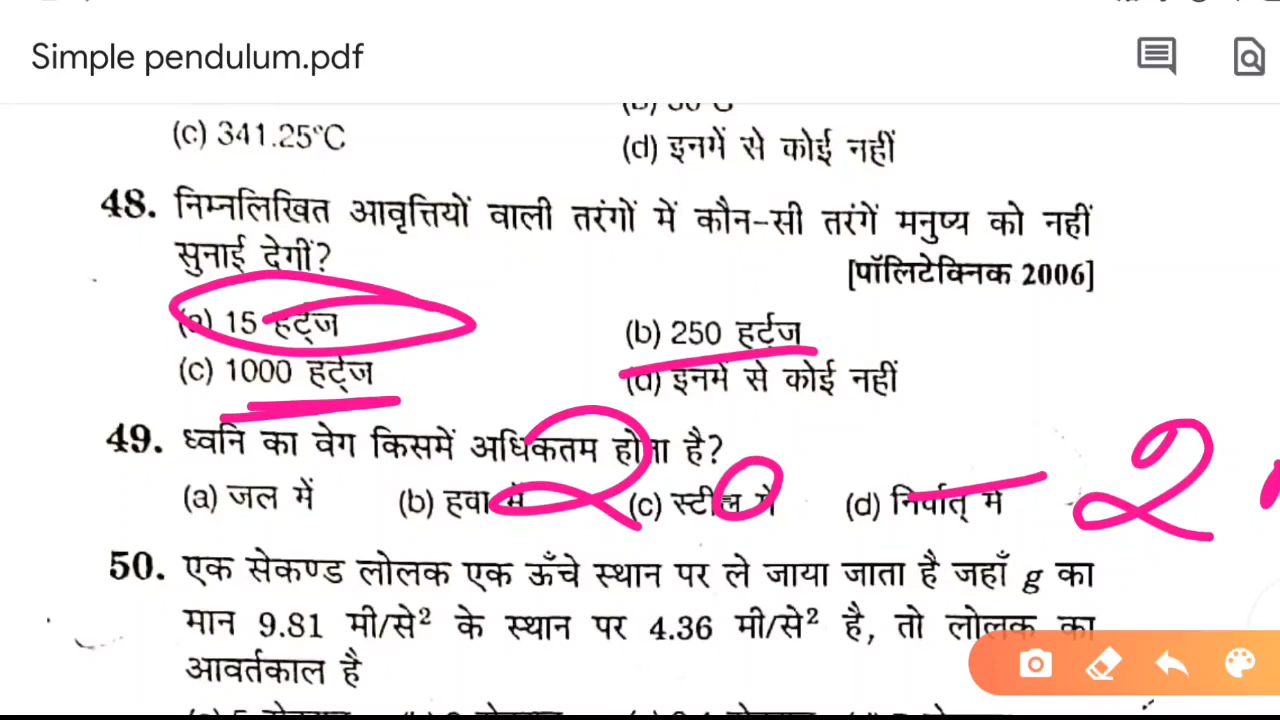 Simple pendulum.pdf
(c) 341.25°C
(d) इनमें से कोई नहीं
48. निम्नलिखित आवृत्तियों वाली तरंगों में कौन-सी तरंगें मनुष्य को नहीं
सुनाई देगीं?
[पॉलिटेक्निक 2006]
(a) 15 हर्ट्ज
(b) 250 हर्ट्ज
(c) 1000 हर्ट्ज
(d) इनमें से कोई नहीं
49. ध्वनि का वेग किसमें अधिकतम होता है?
(a) जल में (b) हवा में (c) स्टील में (d) निर्वात् में
20 2
50. एक सेकण्ड लोलक एक ऊँचे स्थान पर ले जाया जाता है जहाँ g का
मान 9.81 मी/से² के स्थान पर 4.36 मी/से² है, तो लोलक का
आवर्तकाल है